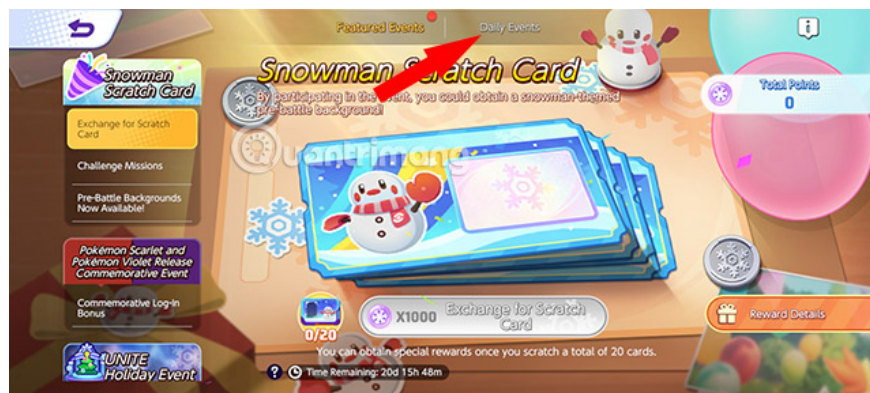 Featured Events
Daily Events
Snowman
Scratch Card
Exchange for Scratch
Card
Challenge Missions
Pre-Battle Backgrounds
Now Available!
Pokémon Scarlet and
Pokémon Violet Release
Commemorative Event
Commemorative Log-in
Bonus
UNITE
Holiday Event
Snowman Scratch Card
By participating in the event, you could obtain a snowman-themed
pre-battle background!
Quantrimang
0/20
X1000
Exchange for Scratch
Card
You can obtain special rewards once you scratch a total of 20 cards.
? Time Remaining: 20d 15h 48m
i
Total Points
0
Reward Details